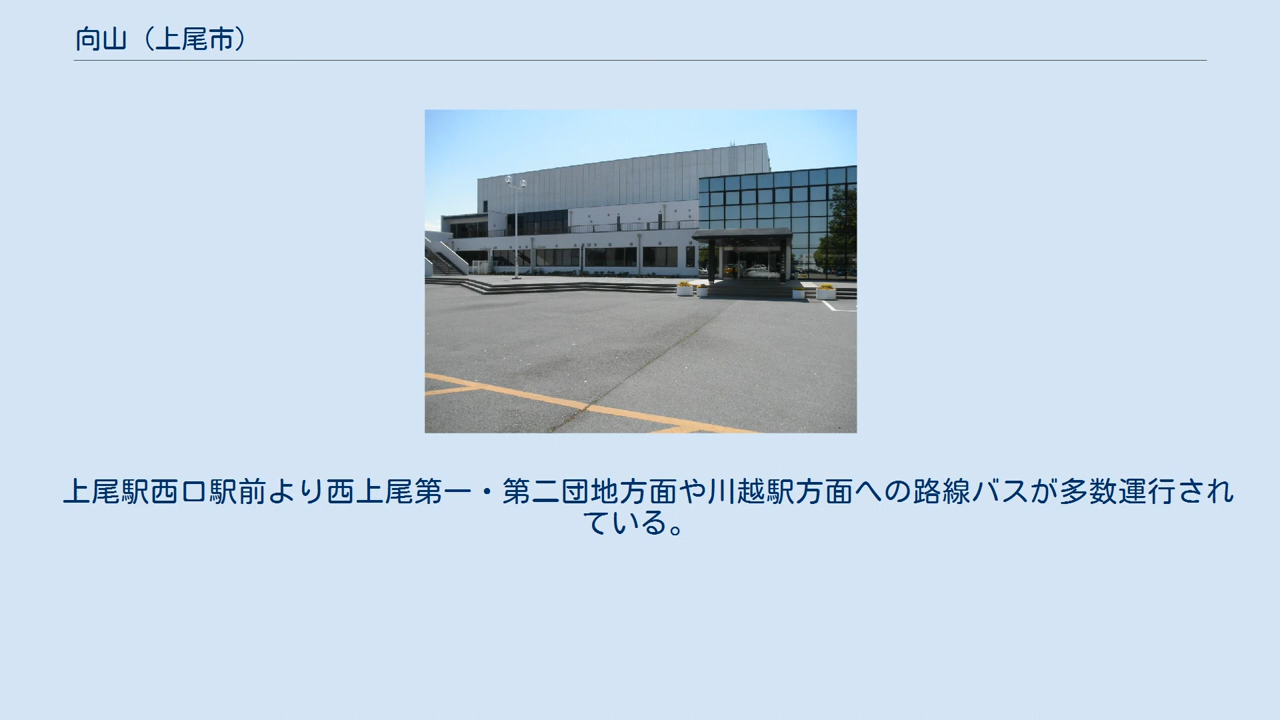 向山（上尾市）
上尾駅西口駅前より西上尾第一・第二団地方面や川越駅方面への路線バスが多数運行され
ている。